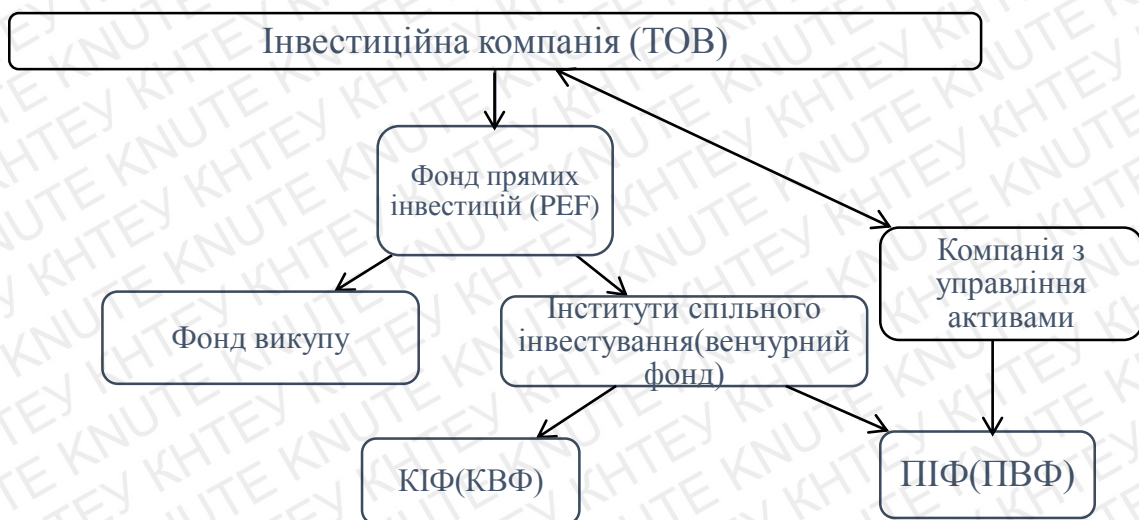 Інвестиційна компанія (ТОВ)
Фонд прямих
інвестицій (PEF)
Компанія з
управління
активами
Фонд викупу
Інститути спільного
інвестування(венчурний
фонд)
КІФ(КВФ)
ПІФ(ПВФ)